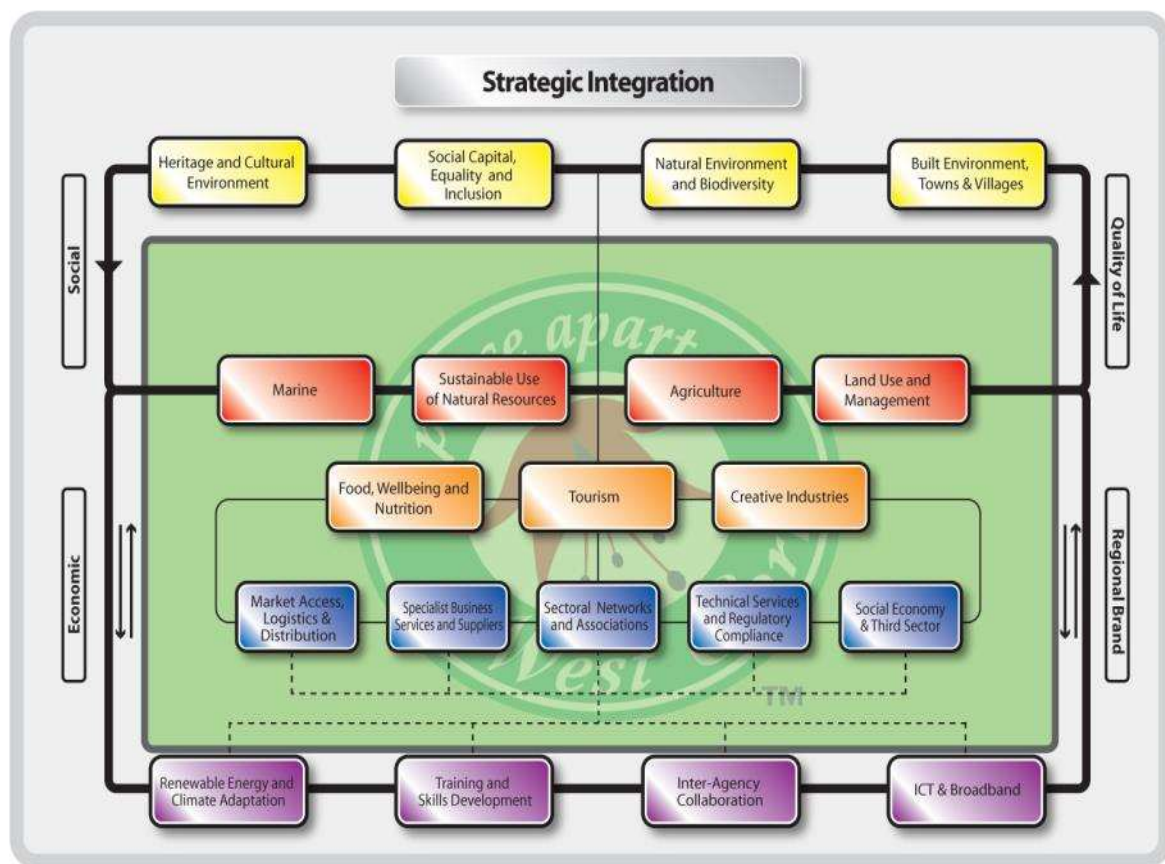 Strategic Integration
Heritage and Cultural
Environment
Social Capital,
Equality and
Inclusion
Natural Environment
and Biodiversity
Built Environment,
Towns & Villages
Social
Quality of Life
apart
Marine
Sustainable Use
of Natural Resources
Agriculture
Land Use and
Management
Food, Wellbeing and
Nutrition
Tourism
Creative Industries
Economic
Regional Brand
Market Access,
Logistics &
Distribution
Specialist Business
Services and Suppliers
Sectoral Networks
and Associations
Technical Services
and Regulatory
Compliance
Social Economy
& Third Sector
West
TM
Renewable Energy and
Climate Adaptation
Training and
Skills Development
Inter-Agency
Collaboration
ICT & Broadband